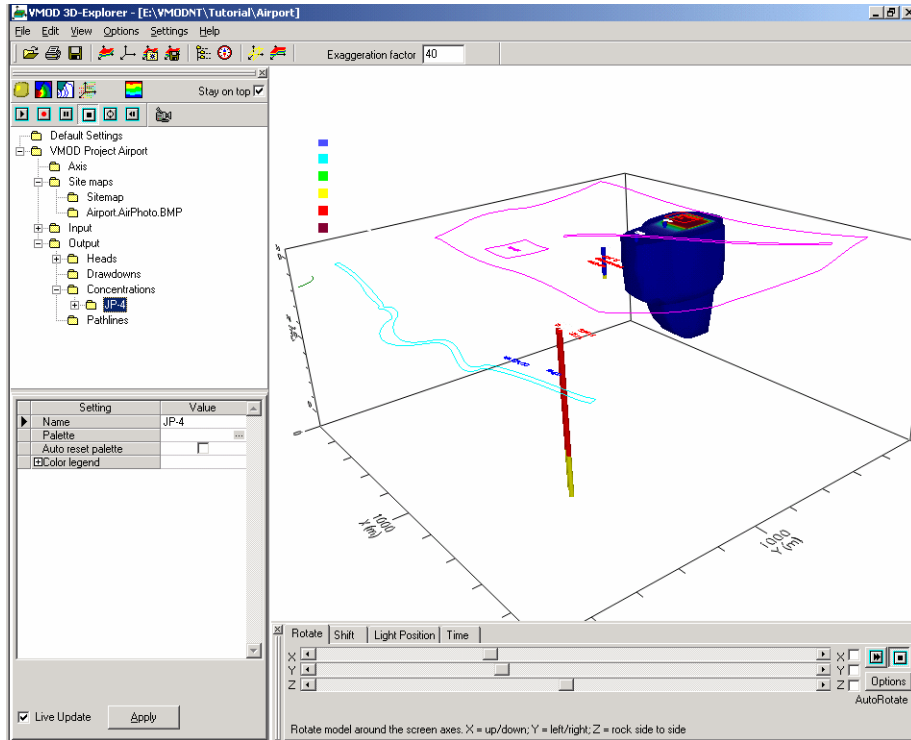 VMOD 3D-Explorer - [E:\VMODNT\Tutorial\Airport]
File Edit View Options Settings Help
Exaggeration factor 40
Stay on top
Default Settings
VMOD Project Airport
Axis
Site maps
Sitemap
Airport.AirPhoto.BMP
Input
Output
Heads
Drawdowns
Concentrations
JP-4
Pathlines
Setting Value
Name JP-4
Palette ...
Auto reset palette
Color legend
Live Update Apply
0
1000
X (m)
1000
Y (m)
Rotate Shift Light Position Time
X X
Y Y
Z Z
Options
AutoRotate
Rotate model around the screen axes. X = up/down; Y = left/right; Z = rock side to side